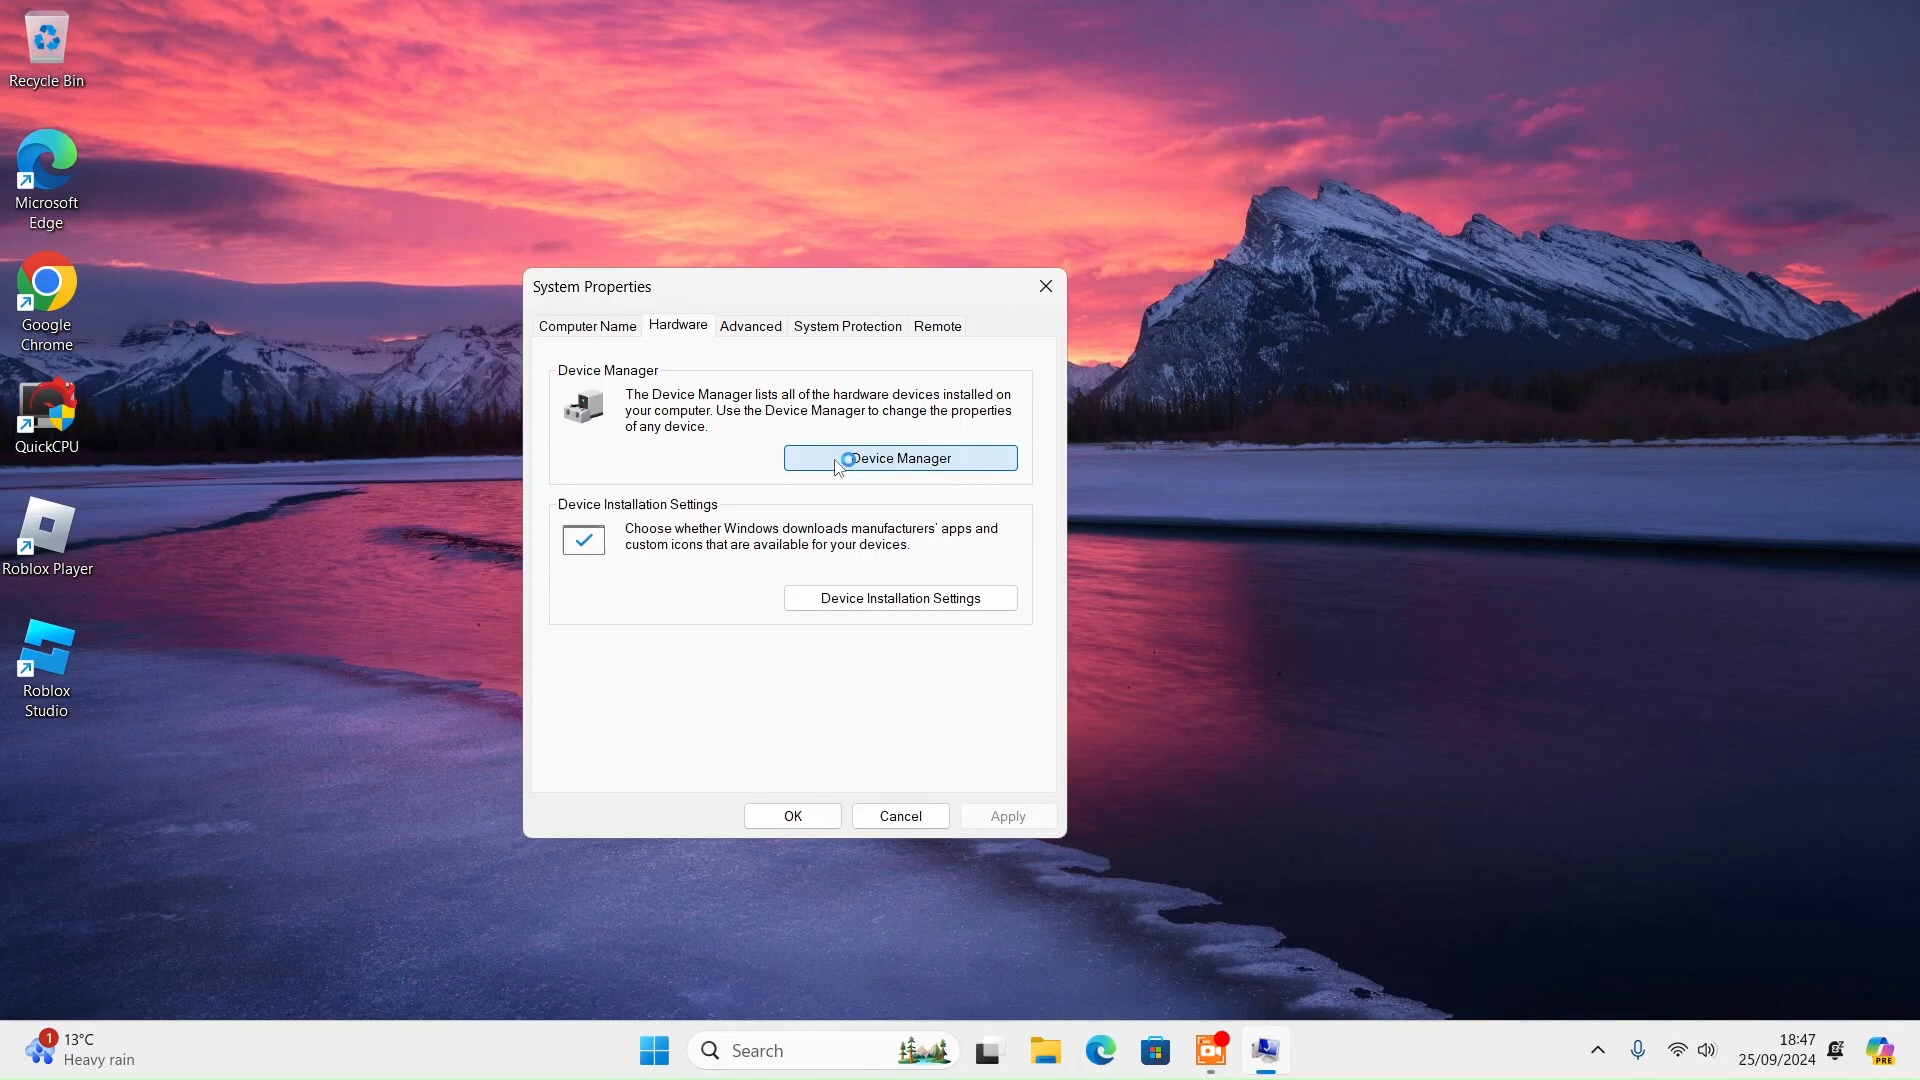 Recycle Bin
Microsoft
Edge
Google
Chrome
QuickCPU
Roblox Player
Roblox
Studio
System Properties
Computer Name
Hardware
Advanced
System Protection
Remote
Device Manager
The Device Manager lists all of the hardware devices installed on
your computer. Use the Device Manager to change the properties
of any device.
Device Manager
Device Installation Settings
Choose whether Windows downloads manufacturers' apps and
custom icons that are available for your devices.
Device Installation Settings
OK
Cancel
Apply
1
13°C
Heavy rain
Search
18:47
25/09/2024
PRE